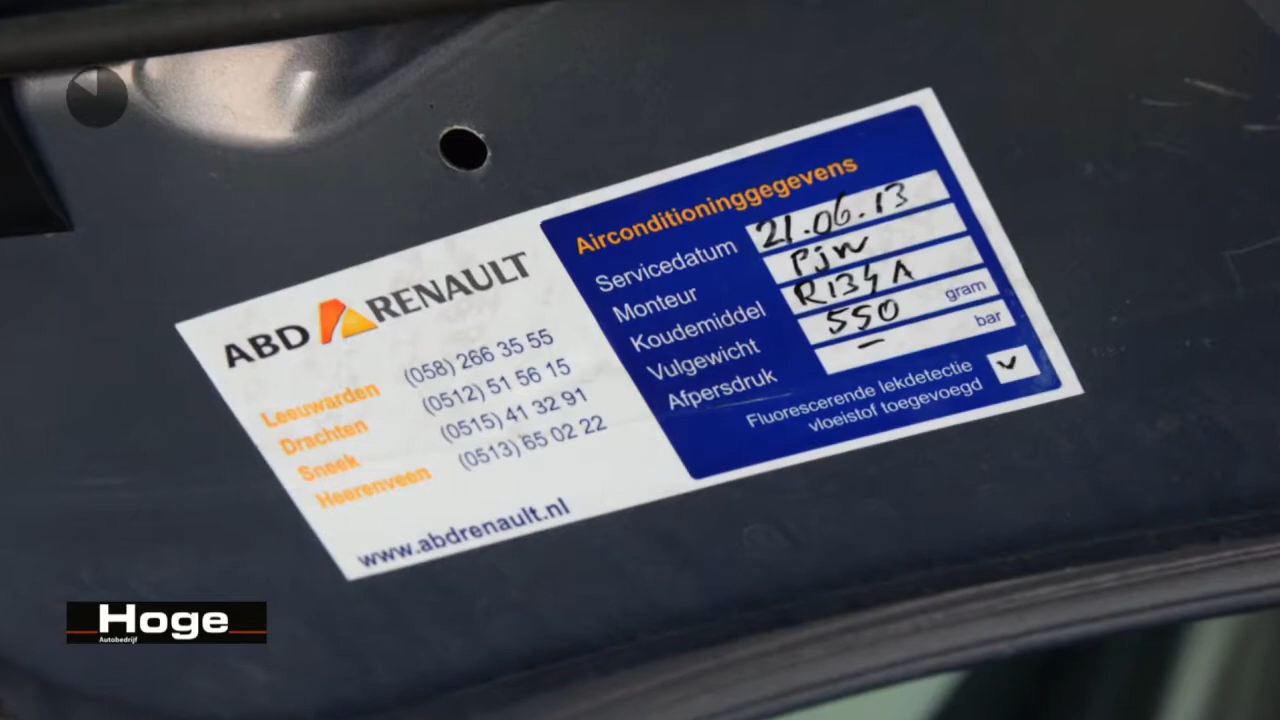 ABD RENAULT
Leeuwarden (058) 266 35 55
Drachten (0512) 51 56 15
Sneek (0515) 41 32 91
Heerenveen (0513) 65 02 22
www.abdrenault.nl
Airconditioninggegevens
Servicedatum 21.06.13
Monteur Pjw
Koudemiddel R134A
Vulgewicht 550 gram
Afpersdruk - bar
Fluorescerende lekdetectie
vloeistof toegevoegd
Hoge
Autobedrijf